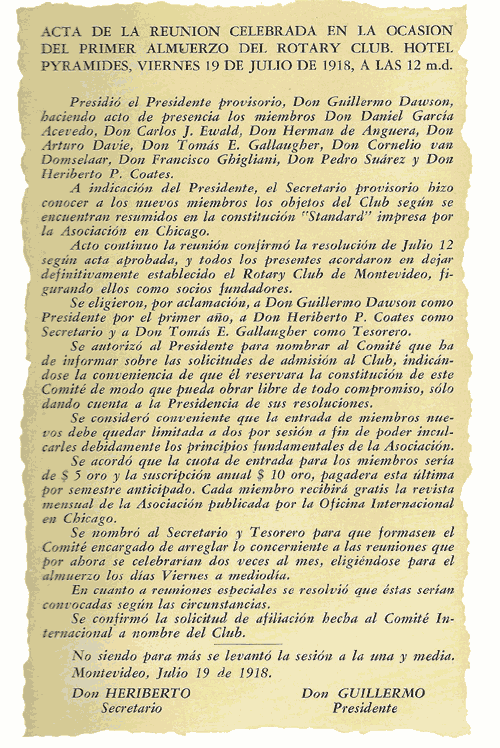 ACTA DE LA REUNION CELEBRADA EN LA OCASION
DEL PRIMER ALMUERZO DEL ROTARY CLUB. HOTEL
PYRAMIDES, VIERNES 19 DE JULIO DE 1918, A LAS 12 m.d.
Presidió el Presidente provisorio, Don Guillermo Dawson,
haciendo acto de presencia los miembros Don Daniel García
Acevedo, Don Carlos J. Ewald, Don Herman de Anguera, Don
Arturo Davie, Don Tomás E. Gallaugher, Don Cornelio van
Domselaar, Don Francisco Ghigliani, Don Pedro Suárez y Don
Heriberto P. Coates.
A indicación del Presidente, el Secretario provisorio hizo
conocer a los nuevos miembros los objetos del Club según se
encuentran resumidos en la constitución "Standard" impresa por
la Asociación en Chicago.
Acto continuo la reunión confirmó la resolución de Julio 12
según acta aprobada, y todos los presentes acordaron en dejar
definitivamente establecido el Rotary Club de Montevideo, fi-
gurando ellos como socios fundadores.
Se eligieron, por aclamación, a Don Guillermo Dawson como
Presidente por el primer año, a Don Heriberto P. Coates como
Secretario y a Don Tomás E. Gallaugher como Tesorero.
Se autorizó al Presidente para nombrar al Comité que ha
de informar sobre las solicitudes de admisión al Club, indicán-
dose la conveniencia de que él reservara la constitución de este
Comité de modo que pueda obrar libre de todo compromiso, sólo
dando cuenta a la Presidencia de sus resoluciones.
Se consideró conveniente que la entrada de miembros nue-
vos debe quedar limitada a dos por sesión a fin de poder incul-
carles debidamente los principios fundamentales de la Asociación.
Se acordó que la cuota de entrada para los miembros sería
de $ 5 oro y la suscripción anual $ 10 oro, pagadera esta última
por semestre anticipado. Cada miembro recibirá gratis la revista
mensual de la Asociación publicada por la Oficina Internacional
en Chicago.
Se nombró al Secretario y Tesorero para que formasen el
Comité encargado de arreglar lo concerniente a las reuniones que
por ahora se celebrarían dos veces al mes, eligiéndose para el
almuerzo los días Viernes a mediodía.
En cuanto a reuniones especiales se resolvió que éstas serían
convocadas según las circunstancias.
Se confirmó la solicitud de afiliación hecha al Comité In-
ternacional a nombre del Club.
No siendo para más se levantó la sesión a la una y media.
Montevideo, Julio 19 de 1918.
Don HERIBERTO Don GUILLERMO
Secretario Presidente